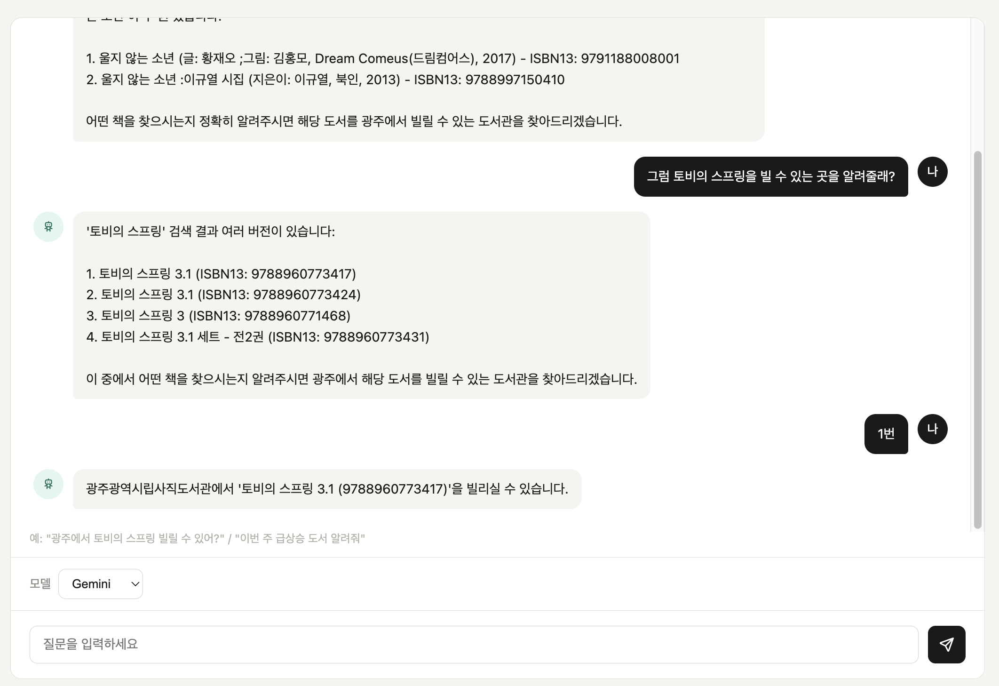 1. 울지 않는 소년 (글: 황재오 ;그림: 김홍모, Dream Comeus(드림컴어스), 2017) - ISBN13: 9791188008001
2. 울지 않는 소년 :이규열 시집 (지은이: 이규열, 북인, 2013) - ISBN13: 9788997150410
어떤 책을 찾으시는지 정확히 알려주시면 해당 도서를 광주에서 빌릴 수 있는 도서관을 찾아드리겠습니다.
그럼 토비의 스프링을 빌 수 있는 곳을 알려줄래?
나
'토비의 스프링' 검색 결과 여러 버전이 있습니다:
1. 토비의 스프링 3.1 (ISBN13: 9788960773417)
2. 토비의 스프링 3.1 (ISBN13: 9788960773424)
3. 토비의 스프링 3 (ISBN13: 9788960771468)
4. 토비의 스프링 3.1 세트 - 전2권 (ISBN13: 9788960773431)
이 중에서 어떤 책을 찾으시는지 알려주시면 광주에서 해당 도서를 빌릴 수 있는 도서관을 찾아드리겠습니다.
1번
나
광주광역시립사직도서관에서 '토비의 스프링 3.1 (9788960773417)'을 빌리실 수 있습니다.
예: "광주에서 토비의 스프링 빌릴 수 있어?" / "이번 주 급상승 도서 알려줘"
모델
Gemini
질문을 입력하세요